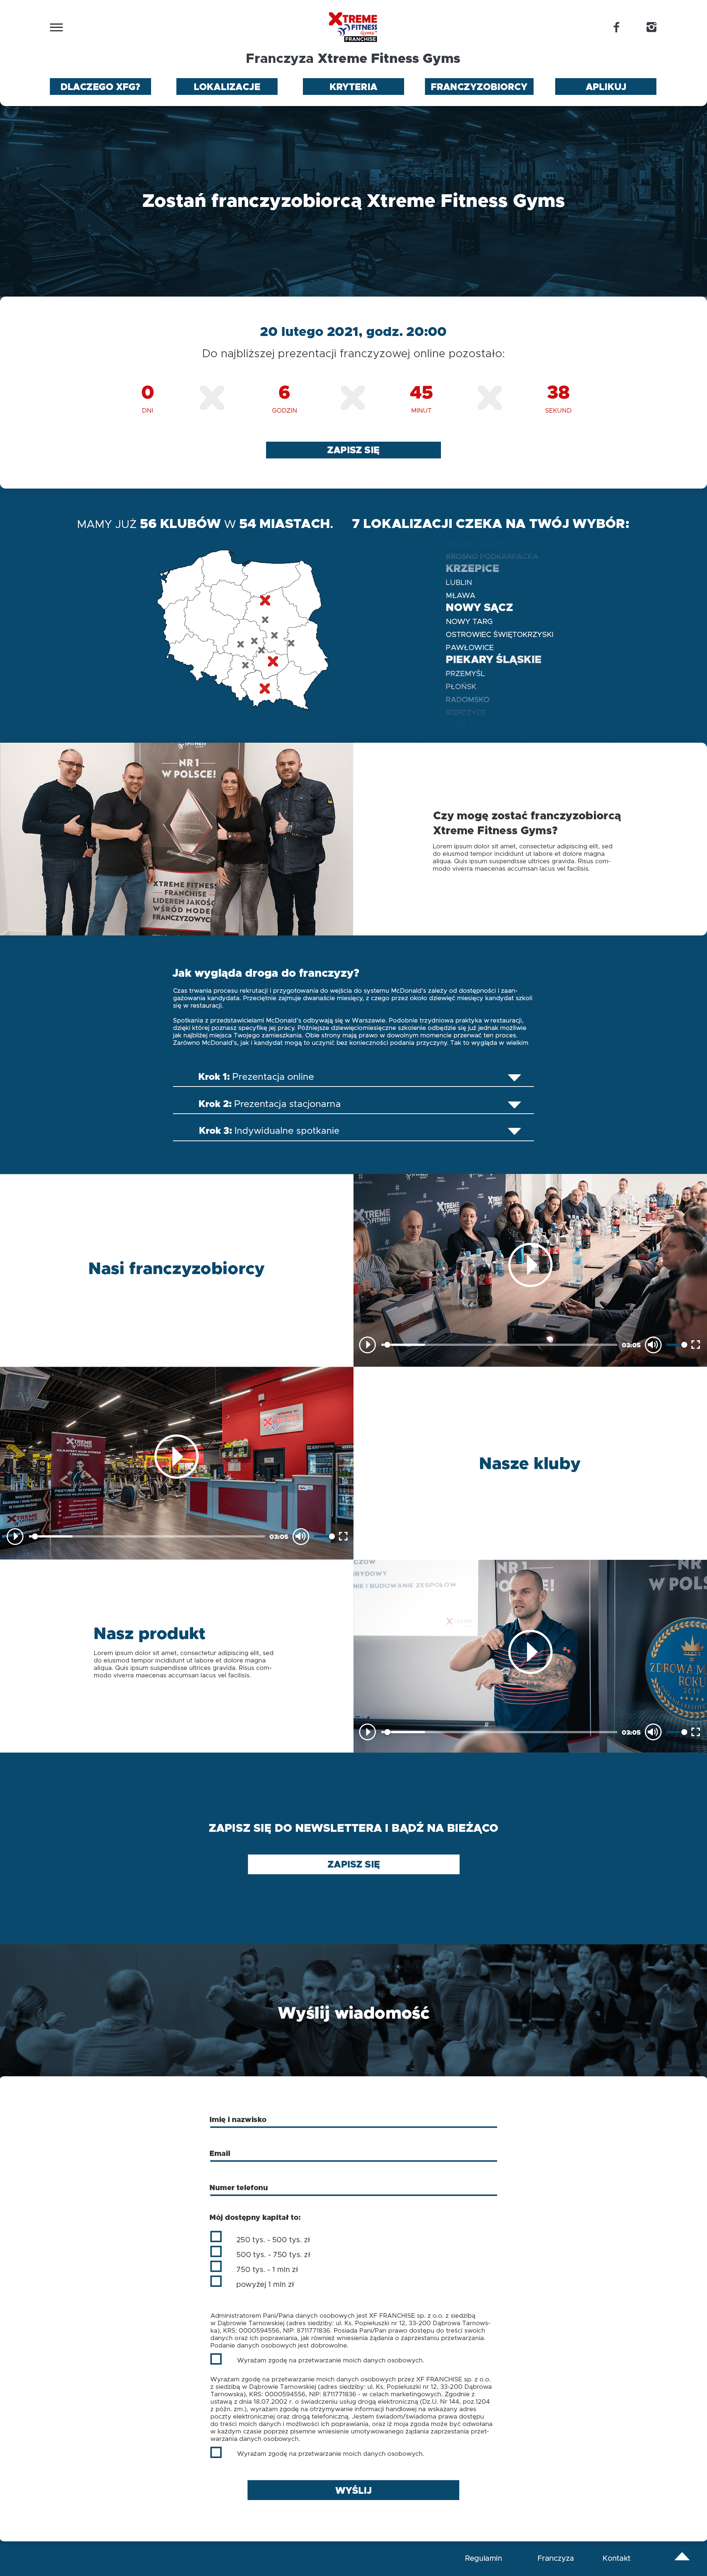 XTREME
FITNESS
Gyms
FRANCHISE
Franczyza Xtreme Fitness Gyms
DLACZEGO XFG?
LOKALIZACJE
KRYTERIA
FRANCZYZOBIORCY
APLIKUJ
Zostań franczyzobiorcą Xtreme Fitness Gyms
20 lutego 2021, godz. 20:00
Do najbliższej prezentacji franczyzowej online pozostało:
0 6 45 38
DNI GODZIN MINUT SEKUND
ZAPISZ SIĘ
MAMY JUŻ 56 KLUBÓW W 54 MIASTACH. 7 LOKALIZACJI CZEKA NA TWÓJ WYBÓR:
KROSNO PODKARPACKA
KRZEPICE
LUBLIN
MŁAWA
NOWY SĄCZ
NOWY TARG
OSTROWIEC ŚWIĘTOKRZYSKI
PAWŁOWICE
PIEKARY ŚLĄSKIE
PRZEMYŚL
PŁOŃSK
RADOMSKO
ROPCZYCE
NR 1
W POLSCE!
XTREME FITNESS
FRANCHISE
LIDEREM JAKOŚCI
WŚRÓD MODELI
FRANCZYZOWYCH
Czy mogę zostać franczyzobiorcą
Xtreme Fitness Gyms?
Lorem ipsum dolor sit amet, consectetur adipiscing elit, sed
do eiusmod tempor incididunt ut labore et dolore magna
aliqua. Quis ipsum suspendisse ultrices gravida. Risus com-
modo viverra maecenas accumsan lacus vel facilisis.
Jak wygląda droga do franczyzy?
Czas trwania procesu rekrutacji i przygotowania do wejścia do systemu McDonald's zależy od dostępności i zaan-
gażowania kandydata. Przeciętnie zajmuje dwanaście miesięcy, z czego przez około dziewięć miesięcy kandydat szkoli
się w restauracji.
Spotkania z przedstawicielami McDonald's odbywają się w Warszawie. Podobnie trzydniowa praktyka w restauracji,
dzięki której poznasz specyfikę jej pracy. Późniejsze dziewięciomiesięczne szkolenie odbędzie się już jednak możliwie
jak najbliżej miejsca Twojego zamieszkania. Obie strony mają prawo w dowolnym momencie przerwać ten proces.
Zarówno McDonald's, jak i kandydat mogą to uczynić bez konieczności podania przyczyny. Tak to wygląda w wielkim
Krok 1: Prezentacja online
Krok 2: Prezentacja stacjonarna
Krok 3: Indywidualne spotkanie
Nasi franczyzobiorcy
XTREME
FITNESS
03:05
XTREME
FITNESS
03:05
Nasze kluby
Nasz produkt
Lorem ipsum dolor sit amet, consectetur adipiscing elit, sed
do eiusmod tempor incididunt ut labore et dolore magna
aliqua. Quis ipsum suspendisse ultrices gravida. Risus com-
modo viverra maecenas accumsan lacus vel facilisis.
NIE I BUDOWANIE ZESPOŁÓW
NR 1
W POLSCE!
ZDROWA M
ROKU
2019
03:05
ZAPISZ SIĘ DO NEWSLETTERA I BĄDŹ NA BIEŻĄCO
ZAPISZ SIĘ
Wyślij wiadomość
Imię i nazwisko
Email
Numer telefonu
Mój dostępny kapitał to:
250 tys. - 500 tys. zł
500 tys. - 750 tys. zł
750 tys. - 1 mln zł
powyżej 1 mln zł
Administratorem Pani/Pana danych osobowych jest XF FRANCHISE sp. z o.o. z siedzibą
w Dąbrowie Tarnowskiej (adres siedziby: ul. Ks. Popiełuszki nr 12, 33-200 Dąbrowa Tarnows-
ka), KRS: 0000594556, NIP: 8711771836. Posiada Pani/Pan prawo dostępu do treści swoich
danych oraz ich poprawiania, jak również wniesienia żądania o zaprzestaniu przetwarzania.
Podanie danych osobowych jest dobrowolne.
Wyrażam zgodę na przetwarzanie moich danych osobowych.
Wyrażam zgodę na przetwarzanie moich danych osobowych przez XF FRANCHISE sp. z o.o.
z siedzibą w Dąbrowie Tarnowskiej (adres siedziby: ul. Ks. Popiełuszki nr 12, 33-200 Dąbrowa
Tarnowska), KRS: 0000594556, NIP: 8711771836 - w celach marketingowych. Zgodnie z
ustawą z dnia 18.07.2002 r. o świadczeniu usług drogą elektroniczną (Dz.U. Nr 144, poz.1204
z późn. zm.), wyrażam zgodę na otrzymywanie informacji handlowej na wskazany adres
poczty elektronicznej oraz drogą telefoniczną. Jestem świadom/świadoma prawa dostępu
do treści moich danych i możliwości ich poprawiania, oraz iż moja zgoda może być odwołana
w każdym czasie poprzez pisemne wniesienie umotywowanego żądania zaprzestania przet-
warzania danych osobowych.
Wyrażam zgodę na przetwarzanie moich danych osobowych.
WYŚLIJ
Regulamin Franczyza Kontakt